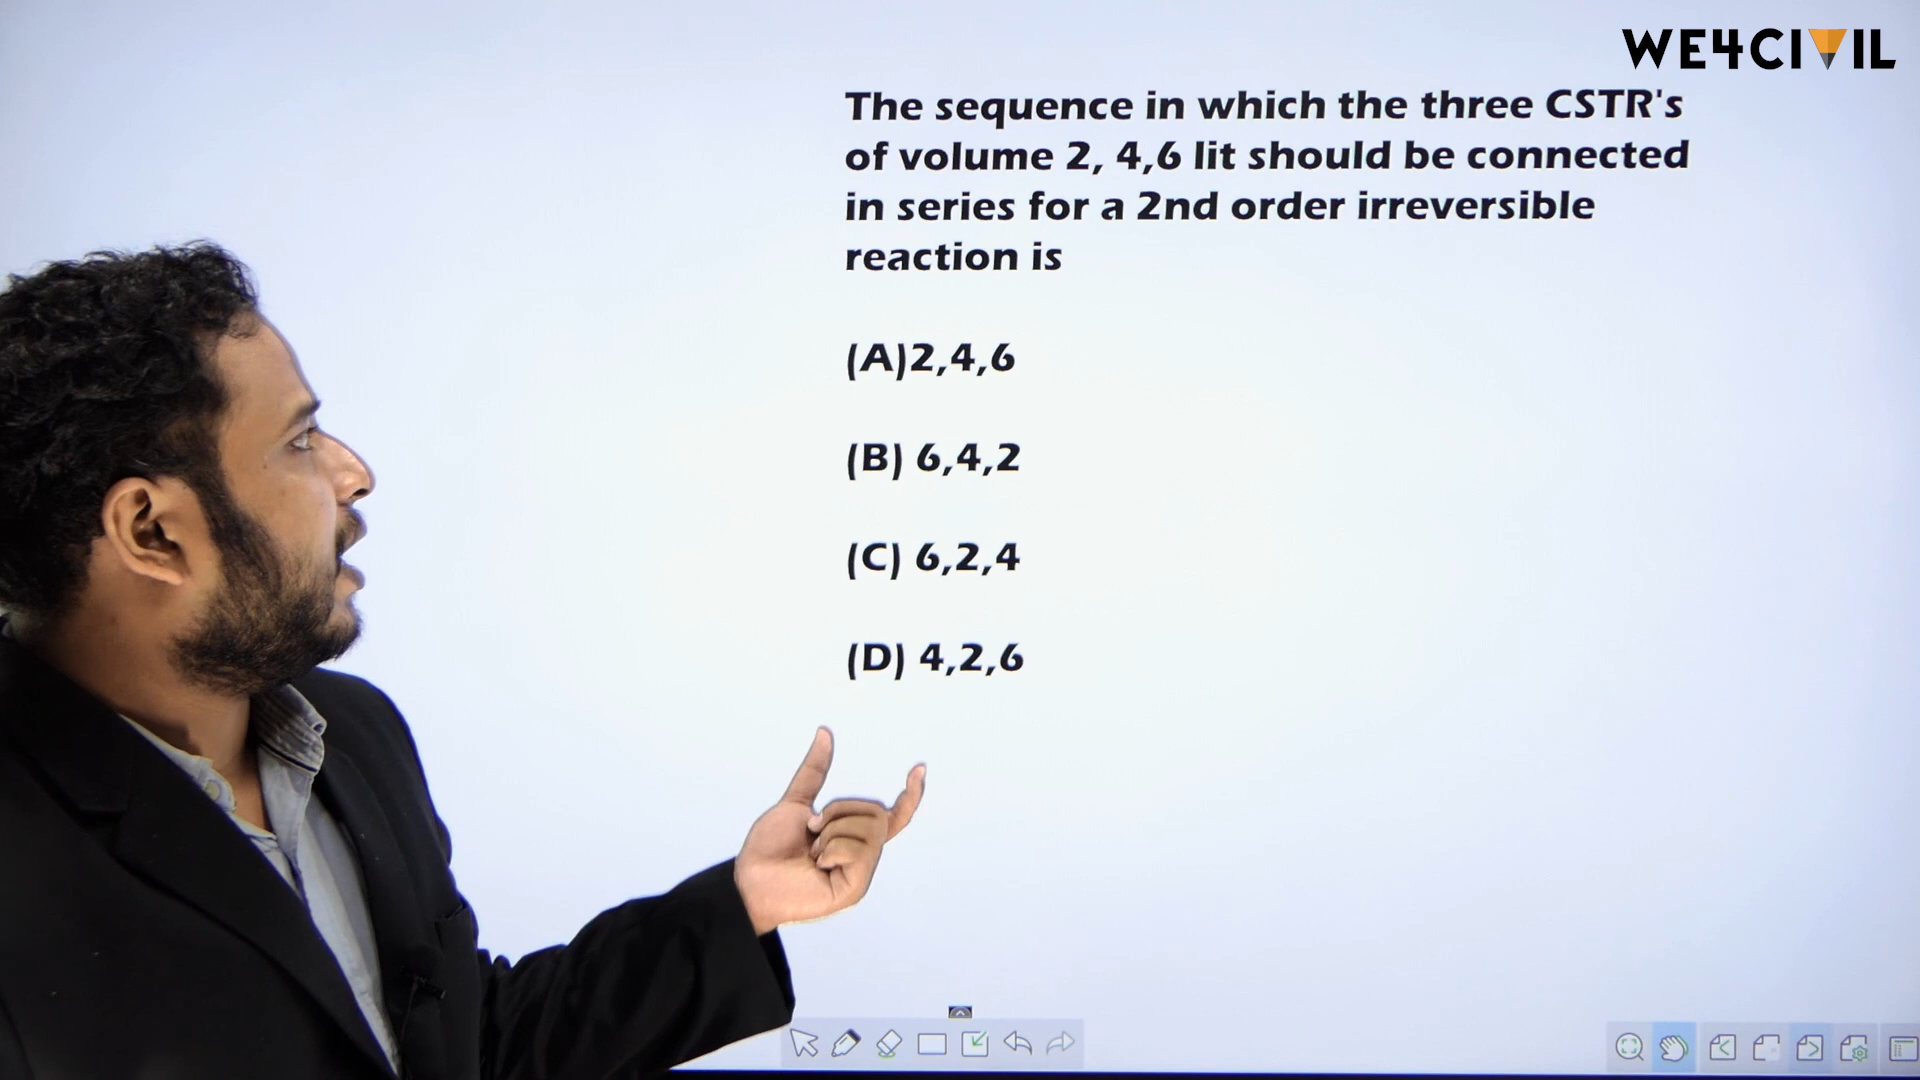 WE4CIVIL
The sequence in which the three CSTR's
of volume 2, 4,6 lit should be connected
in series for a 2nd order irreversible
reaction is
(A)2,4,6
(B) 6,4,2
(C) 6,2,4
(D) 4,2,6